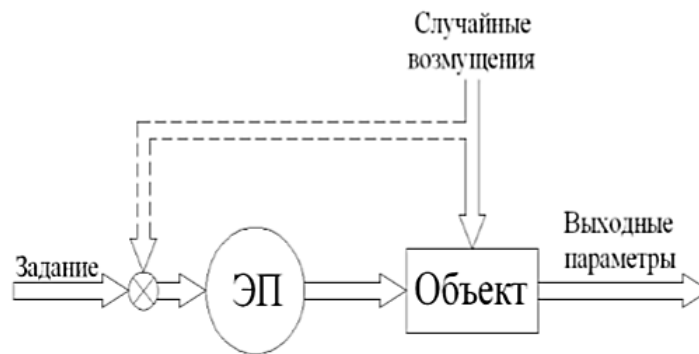 Случайные
возмущения
Задание
ЭП
Объект
Выходные
параметры